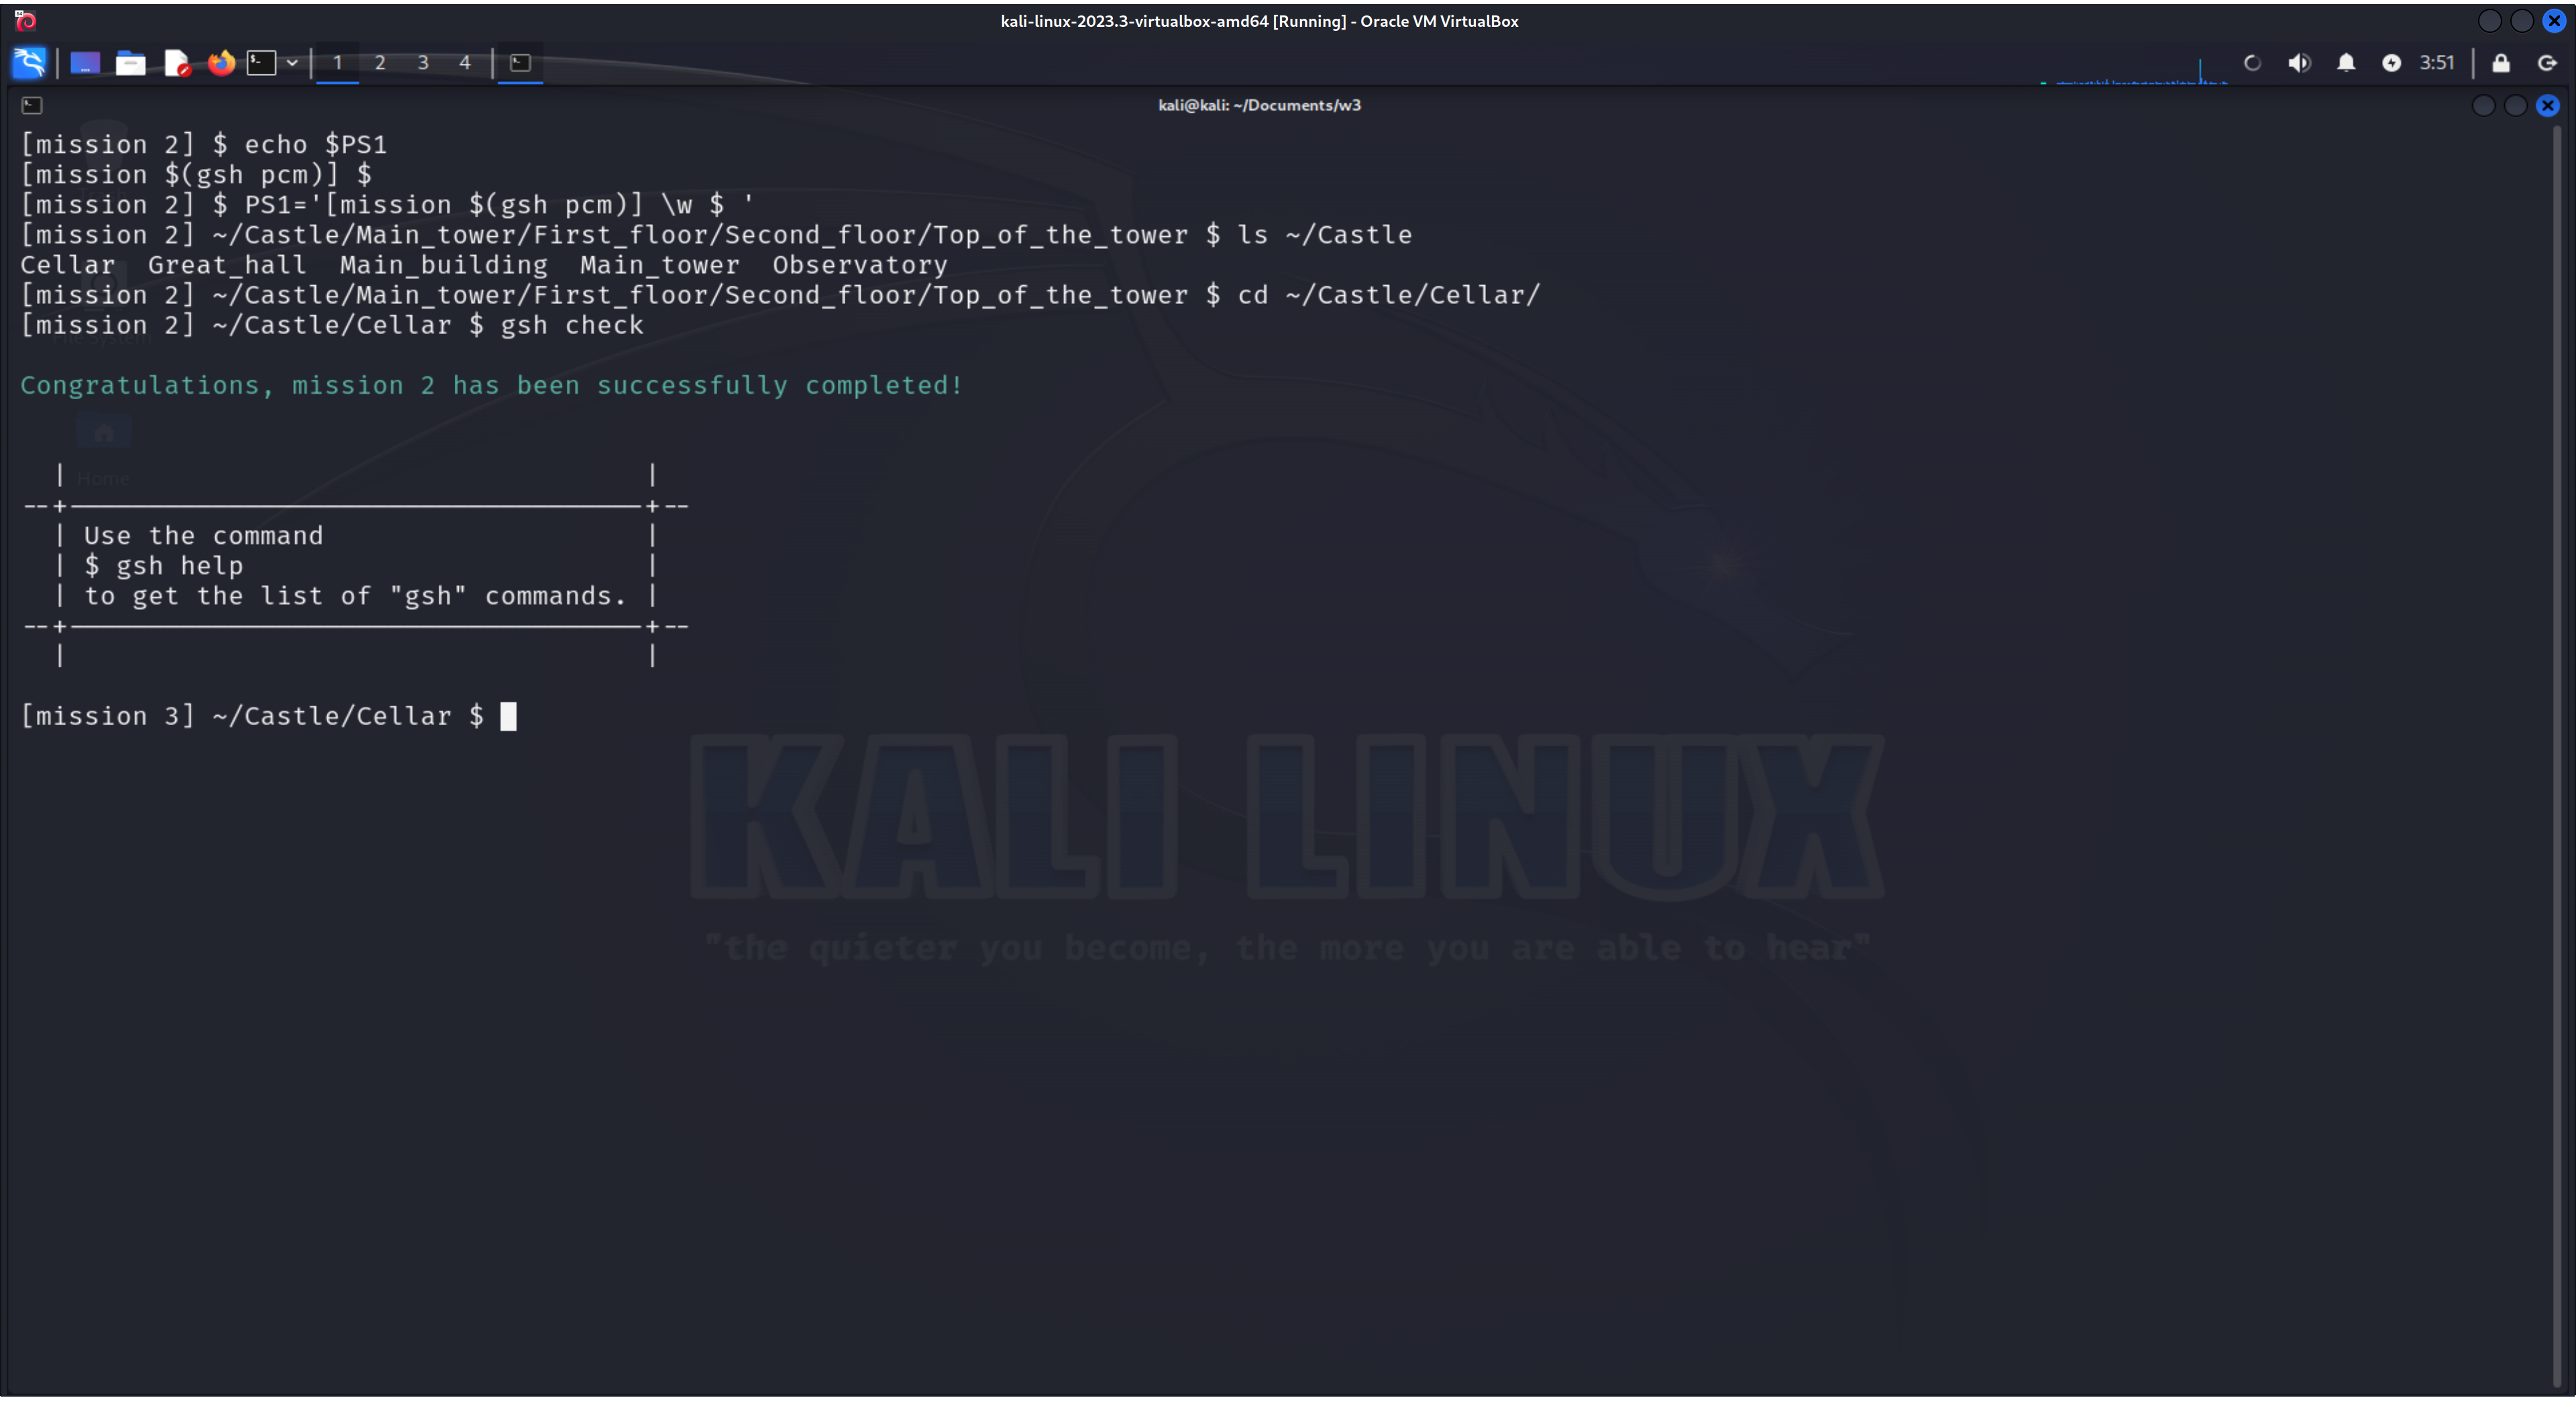 kali-linux-2023.3-virtualbox-amd64 [Running] - Oracle VM VirtualBox
1 2 3 4 3:51
kali@kali: ~/Documents/w3
[mission 2] $ echo $PS1
[mission $(gsh pcm)] $
[mission 2] $ PS1='[mission $(gsh pcm)] \w $ '
[mission 2] ~/Castle/Main_tower/First_floor/Second_floor/Top_of_the_tower $ ls ~/Castle
Cellar  Great_hall  Main_building  Main_tower  Observatory
[mission 2] ~/Castle/Main_tower/First_floor/Second_floor/Top_of_the_tower $ cd ~/Castle/Cellar/
[mission 2] ~/Castle/Cellar $ gsh check
File System
Congratulations, mission 2 has been successfully completed!
Home
Use the command
$ gsh help
to get the list of "gsh" commands.
[mission 3] ~/Castle/Cellar $
KALI LINUX
"the quieter you become, the more you are able to hear"